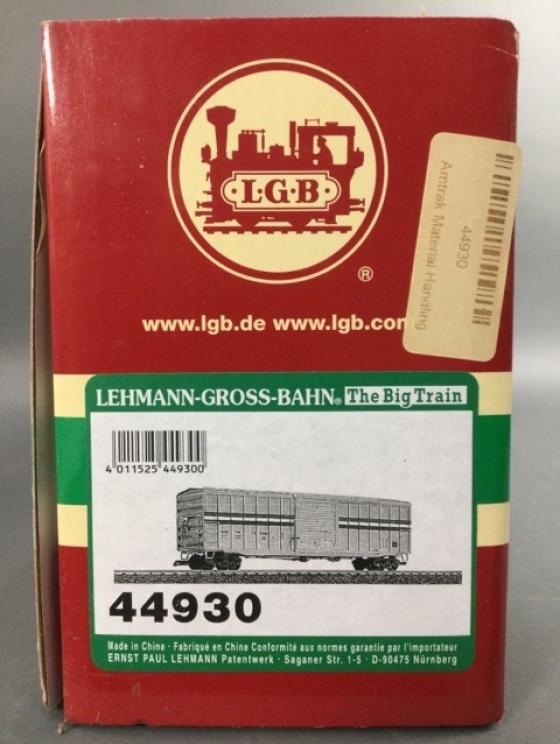 ·L·G·B·
®
www.lgb.de www.lgb.com
44930
Amtrak Material Handling
LEHMANN-GROSS-BAHN® The Big Train
4 011525 449300
44930
Made in China · Fabriqué en Chine Conformité aux normes garantie par l'importateur
ERNST PAUL LEHMANN Patentwerk · Saganer Str. 1-5 · D-90475 Nürnberg